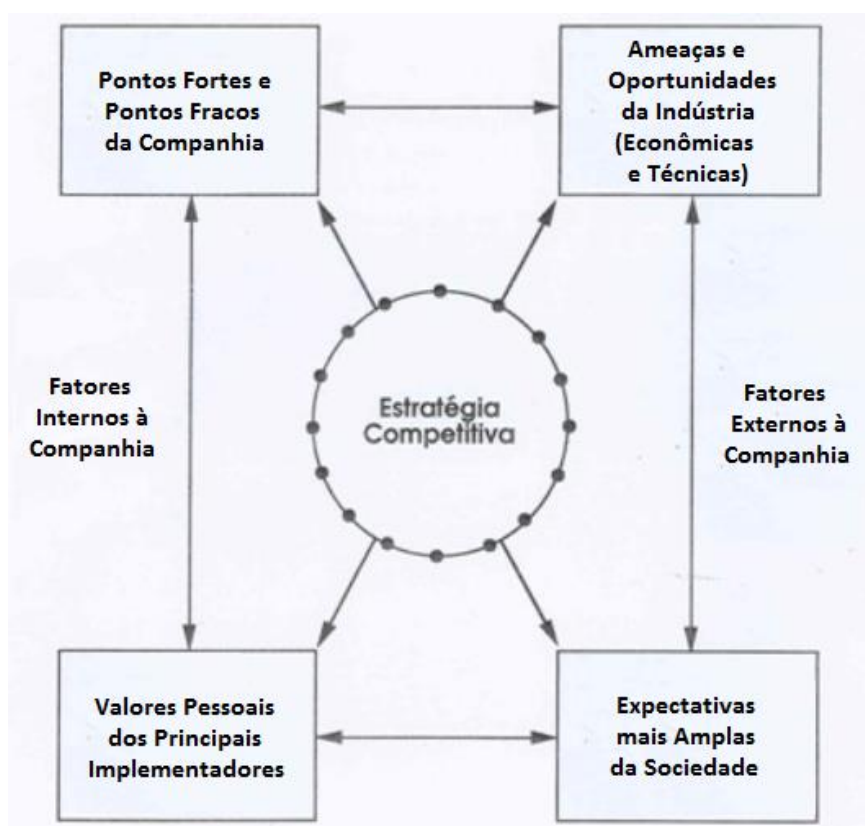 Pontos Fortes e
Pontos Fracos
da Companhia
Ameaças e
Oportunidades
da Indústria
(Econômicas
e Técnicas)
Fatores
Internos à
Companhia
Estratégia
Competitiva
Fatores
Externos à
Companhia
Valores Pessoais
dos Principais
Implementadores
Expectativas
mais Amplas
da Sociedade